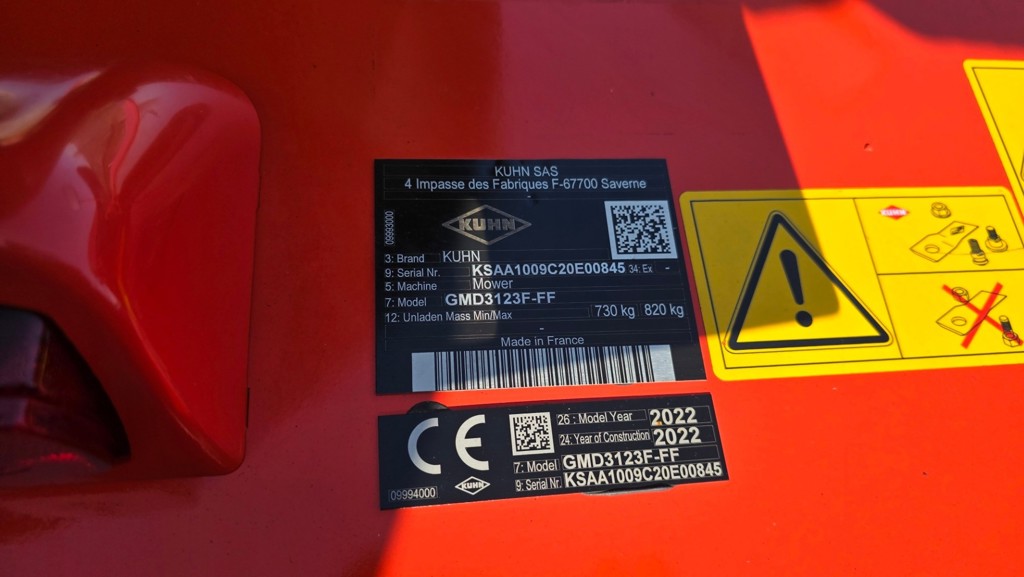 KUHN SAS
4 Impasse des Fabriques F-67700 Saverne
-
09993000
KUHN
3: Brand KUHN
9: Serial Nr. KSAA1009C20E00845 34: Ex -
5: Machine Mower
7: Model GMD3123F-FF
12: Unladen Mass Min/Max 730 kg 820 kg
-
Made in France
CE
26 : Model Year 2022
24: Year of Construction 2022
7: Model GMD3123F-FF
9: Serial Nr. KSAA1009C20E00845
09994000
KUHN
KUHN